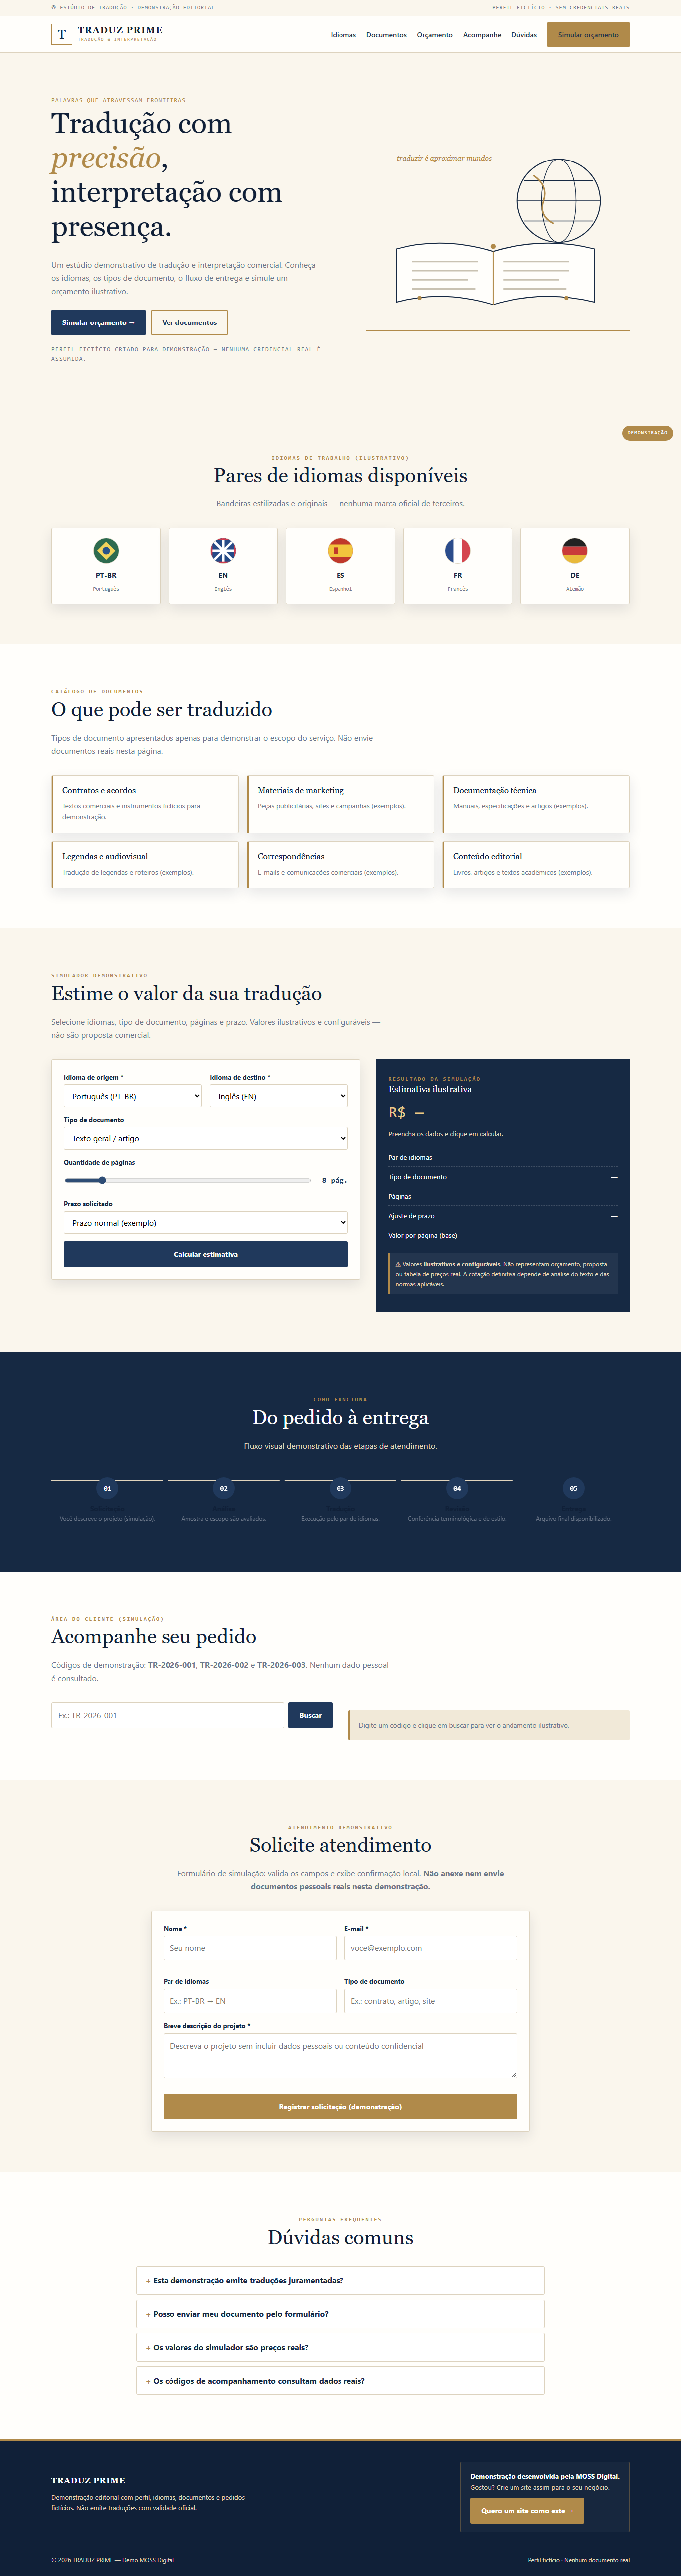 © ESTÚDIO DE TRADUÇÃO · DEMONSTRAÇÃO EDITORIAL
PERFIL FICTÍCIO · SEM CREDENCIAIS REAIS
T
TRADUZ PRIME
TRADUÇÃO & INTERPRETAÇÃO
Idiomas
Documentos
Orçamento
Acompanhe
Dúvidas
Simular orçamento
PALAVRAS QUE ATRAVESSAM FRONTEIRAS
Tradução com
precisão,
interpretação com
presença.
Um estúdio demonstrativo de tradução e interpretação comercial. Conheça
os idiomas, os tipos de documento, o fluxo de entrega e simule um
orçamento ilustrativo.
Simular orçamento →
Ver documentos
PERFIL FICTÍCIO CRIADO PARA DEMONSTRAÇÃO — NENHUMA CREDENCIAL REAL É
ASSUMIDA.
traduzir é aproximar mundos
DEMONSTRAÇÃO
IDIOMAS DE TRABALHO (ILUSTRATIVO)
Pares de idiomas disponíveis
Bandeiras estilizadas e originais — nenhuma marca oficial de terceiros.
PT-BR
Português
EN
Inglês
ES
Espanhol
FR
Francês
DE
Alemão
CATÁLOGO DE DOCUMENTOS
O que pode ser traduzido
Tipos de documento apresentados apenas para demonstrar o escopo do serviço. Não envie
documentos reais nesta página.
Contratos e acordos
Textos comerciais e instrumentos fictícios para
demonstração.
Materiais de marketing
Peças publicitárias, sites e campanhas (exemplos).
Documentação técnica
Manuais, especificações e artigos (exemplos).
Legendas e audiovisual
Tradução de legendas e roteiros (exemplos).
Correspondências
E-mails e comunicações comerciais (exemplos).
Conteúdo editorial
Livros, artigos e textos acadêmicos (exemplos).
SIMULADOR DEMONSTRATIVO
Estime o valor da sua tradução
Selecione idiomas, tipo de documento, páginas e prazo. Valores ilustrativos e configuráveis —
não são proposta comercial.
Idioma de origem *
Idioma de destino *
Português (PT-BR)
Inglês (EN)
Tipo de documento
Texto geral / artigo
Quantidade de páginas
8 pág.
Prazo solicitado
Prazo normal (exemplo)
Calcular estimativa
RESULTADO DA SIMULAÇÃO
Estimativa ilustrativa
R$ —
Preencha os dados e clique em calcular.
Par de idiomas —
Tipo de documento —
Páginas —
Ajuste de prazo —
Valor por página (base) —
⚠ Valores ilustrativos e configuráveis. Não representam orçamento, proposta
ou tabela de preços real. A cotação definitiva depende de análise do texto e das
normas aplicáveis.
COMO FUNCIONA
Do pedido à entrega
Fluxo visual demonstrativo das etapas de atendimento.
01
Você descreve o projeto (simulação).
02
Amostra e escopo são avaliados.
03
Execução pelo par de idiomas.
04
Conferência terminológica e de estilo.
05
Arquivo final disponibilizado.
ÁREA DO CLIENTE (SIMULAÇÃO)
Acompanhe seu pedido
Códigos de demonstração: TR-2026-001, TR-2026-002 e TR-2026-003. Nenhum dado pessoal
é consultado.
Ex.: TR-2026-001
Buscar
Digite um código e clique em buscar para ver o andamento ilustrativo.
ATENDIMENTO DEMONSTRATIVO
Solicite atendimento
Formulário de simulação: valida os campos e exibe confirmação local. Não anexe nem envie
documentos pessoais reais nesta demonstração.
Nome *
E-mail *
Seu nome
voce@exemplo.com
Par de idiomas
Tipo de documento
Ex.: PT-BR → EN
Ex.: contrato, artigo, site
Breve descrição do projeto *
Descreva o projeto sem incluir dados pessoais ou conteúdo confidencial
Registrar solicitação (demonstração)
PERGUNTAS FREQUENTES
Dúvidas comuns
+ Esta demonstração emite traduções juramentadas?
+ Posso enviar meu documento pelo formulário?
+ Os valores do simulador são preços reais?
+ Os códigos de acompanhamento consultam dados reais?
TRADUZ PRIME
Demonstração editorial com perfil, idiomas, documentos e pedidos
fictícios. Não emite traduções com validade oficial.
Demonstração desenvolvida pela MOSS Digital.
Gostou? Crie um site assim para o seu negócio.
Quero um site como este →
© 2026 TRADUZ PRIME — Demo MOSS Digital
Perfil fictício · Nenhum documento real